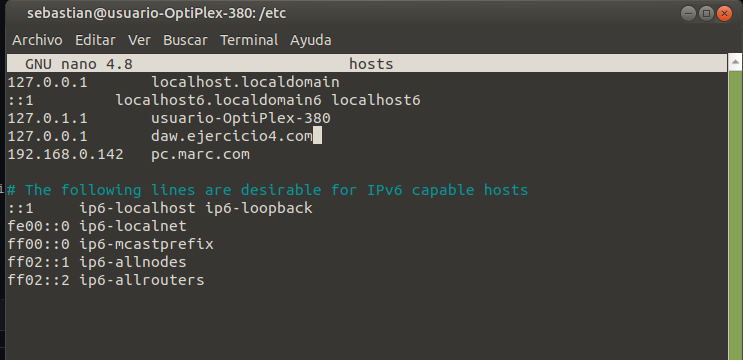 sebastian@usuario-OptiPlex-380: /etc
Archivo Editar Ver Buscar Terminal Ayuda
GNU nano 4.8 hosts
127.0.0.1 localhost.localdomain
::1 localhost6.localdomain6 localhost6
127.0.1.1 usuario-OptiPlex-380
127.0.0.1 daw.ejercicio4.com
192.168.0.142 pc.marc.com
# The following lines are desirable for IPv6 capable hosts
::1 ip6-localhost ip6-loopback
fe00::0 ip6-localnet
ff00::0 ip6-mcastprefix
ff02::1 ip6-allnodes
ff02::2 ip6-allrouters